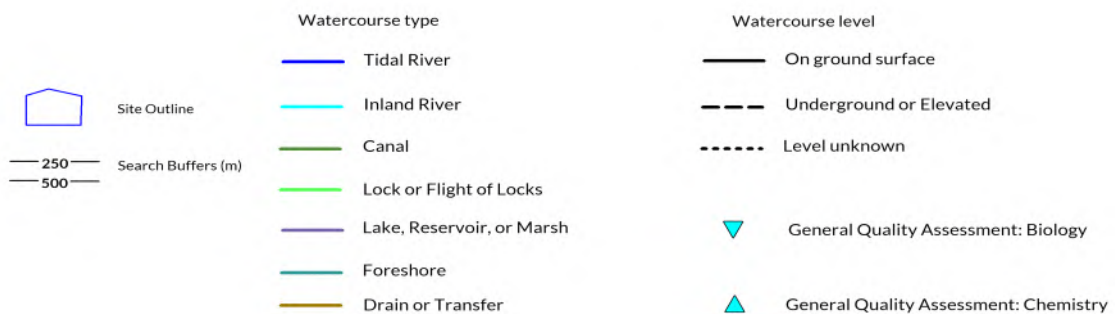 Watercourse type
Watercourse level
Tidal River
On ground surface
Site Outline
Inland River
Underground or Elevated
250
500
Search Buffers (m)
Canal
Level unknown
Lock or Flight of Locks
Lake, Reservoir, or Marsh
General Quality Assessment: Biology
Foreshore
Drain or Transfer
General Quality Assessment: Chemistry